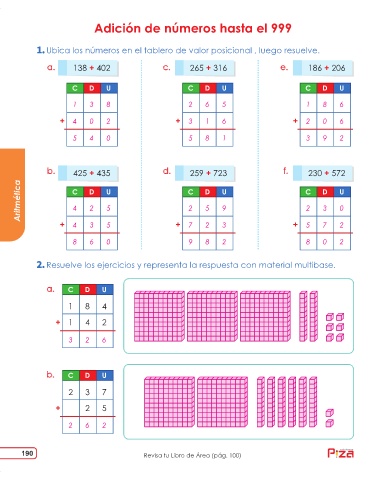 Adición de números hasta el 999
1. Ubica los números en el tablero de valor posicional , luego resuelve.
a. 138 + 402
C D U
1 3 8
+ 4 0 2
5 4 0
c. 265 + 316
C D U
2 6 5
+ 3 1 6
5 8 1
e. 186 + 206
C D U
1 8 6
+ 2 0 6
3 9 2
b. 425 + 435
C D U
4 2 5
+ 4 3 5
8 6 0
d. 259 + 723
C D U
2 5 9
+ 7 2 3
9 8 2
f. 230 + 572
C D U
2 3 0
+ 5 7 2
8 0 2
Aritmética
2. Resuelve los ejercicios y representa la respuesta con material multibase.
a. C D U
1 8 4
+ 1 4 2
3 2 6
b. C D U
2 3 7
+ 2 5
2 6 2
190
Revisa tu Libro de Área (pág. 100)
Piza